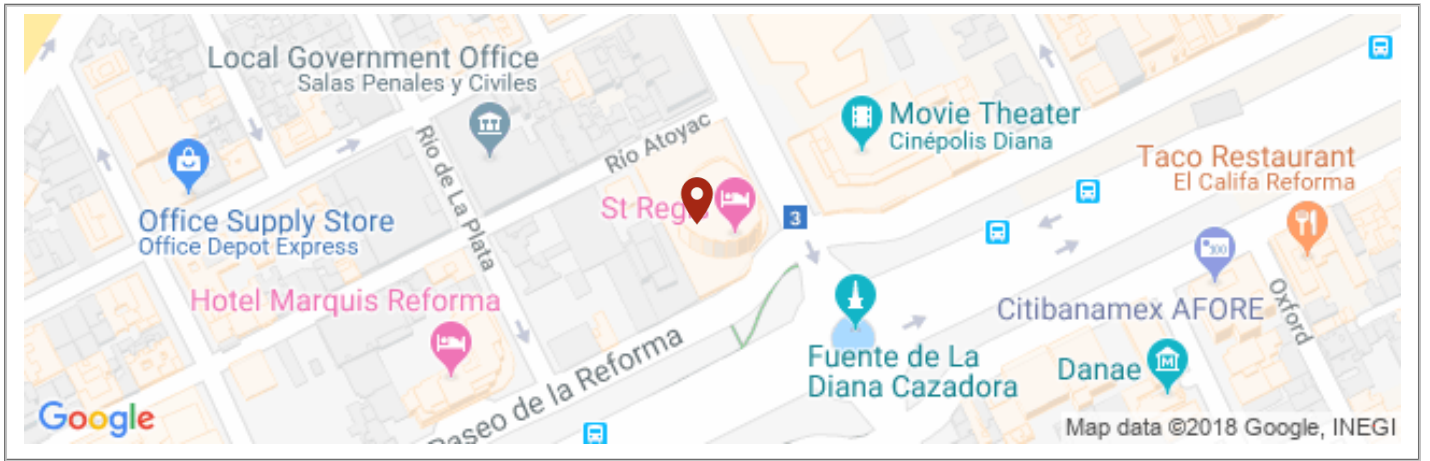 Local Government Office
Salas Penales y Civiles
Movie Theater
Cinépolis Diana
Río Atoyac
Río de La Plata
Taco Restaurant
El Califa Reforma
St Regis
3
Office Supply Store
Office Depot Express
300
Hotel Marquis Reforma
Citibanamex AFORE
Oxford
Fuente de La
Diana Cazadora
Danae
M
Paseo de la Reforma
Google
Map data ©2018 Google, INEGI